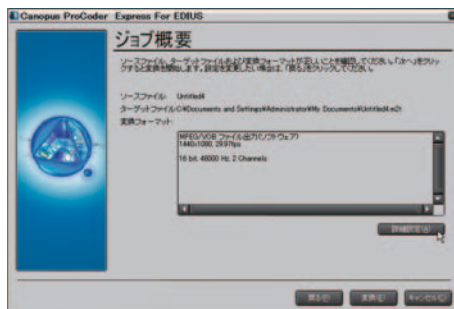 Canopus ProCoder Express For EDIUS
ジョブ概要
ソースファイル、ターゲットファイルおよび変換フォーマットが正しいことを確認してください。「次へ」をクリッ
クすると変換を開始します。設定を変更したい場合は、「戻る」をクリックしてください。
ソースファイル: Untitled4
ターゲットファイル:C:¥Documents and Settings¥Administrator¥My Documents¥Untitled4.m2t
変換フォーマット:
MPEG/VOB ファイル出力(ソフトウェア)
1440x1080, 29.97fps
16 bit, 48000 Hz, 2 Channels
詳細設定(A)
戻る(B)
変換(C)
キャンセル(C)